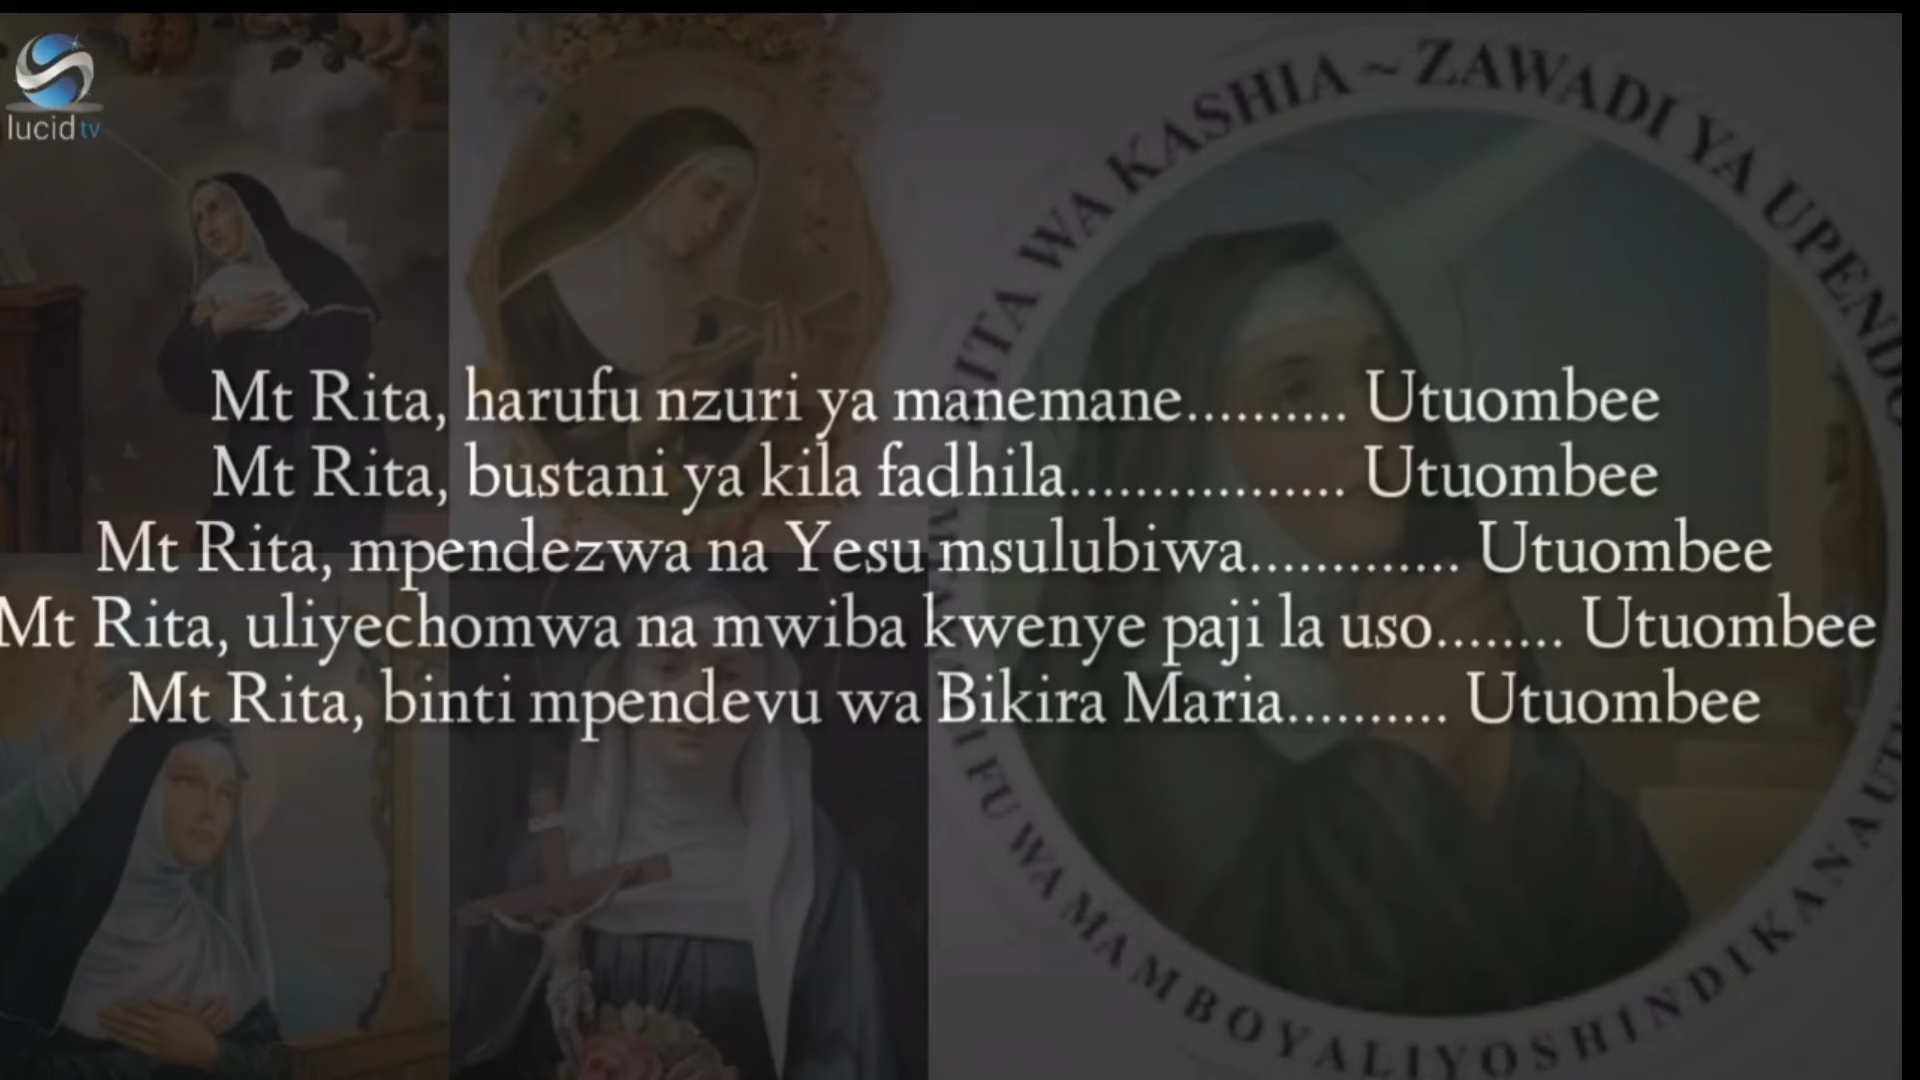 lucid tv
RITA WA KASHIA ~ ZAWADI YA UPENDO
Mt Rita, harufu nzuri ya manemane.......... Utuombee
Mt Rita, bustani ya kila fadhila................. Utuombee
Mt Rita, mpendezwa na Yesu msulubiwa............. Utuombee
Mt Rita, uliyechomwa na mwiba kwenye paji la uso........ Utuombee
Mt Rita, binti mpendevu wa Bikira Maria.......... Utuombee
WA MAMBO YALIYOSHINDIKANA